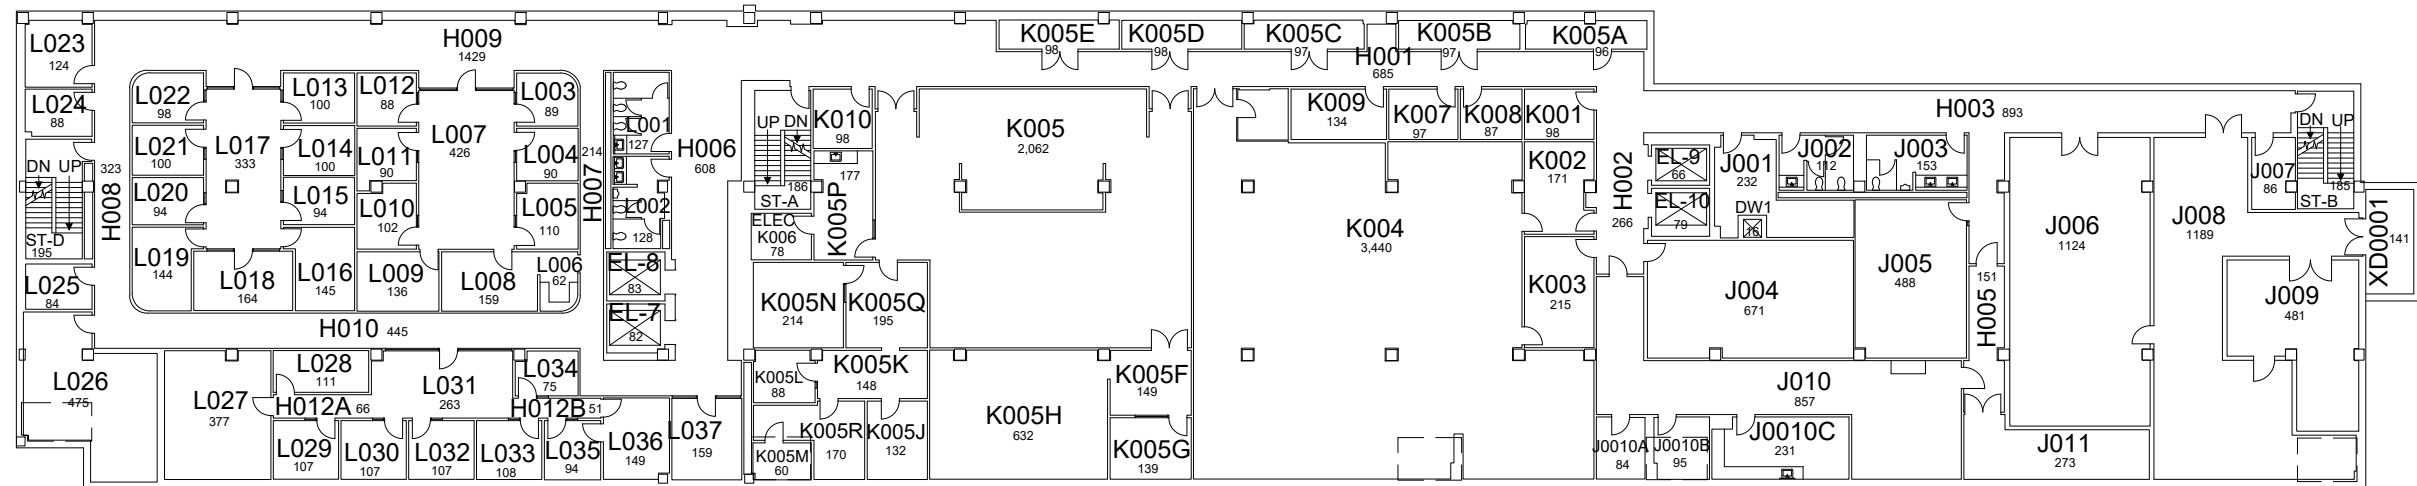 L023
124
H009
1429
K005E
98
K005D
98
K005C
97
K005B
97
K005A
96
H001
685
L024
88
L022
98
L013
100
L012
88
L003
89
L017
333
L007
426
L001
127
H006
608
UP
DN
K010
98
K005
2,062
K009
134
K007
97
K008
87
K001
98
H003 893
DN
UP
L021
100
L014
100
L011
90
L004
90
214
H007
323
H008
DN
UP
L020
94
L015
94
L010
102
L005
110
L002
128
186
ST-A
177
K005P
K002
171
H002
266
EL-9
66
J001
232
J002
112
J003
153
J007
86
185
ST-B
EL-10
79
DW1
16
ST-D
195
L019
144
L018
164
L016
145
L009
136
L008
159
L006
62
EL-8
83
ELEC
K006
78
K004
3,440
J006
1124
J008
1189
XD0001
141
L025
84
EL-7
82
K005N
214
K005Q
195
K003
215
J004
671
J005
488
151
H005
J009
481
H010 445
L026
475
L027
377
L028
111
L031
263
L034
75
K005L
88
K005K
148
K005F
149
J010
857
H012A 66
H012B 51
L037
159
K005H
632
L029
107
L030
107
L032
107
L033
108
L035
94
L036
149
K005M
60
K005R
170
K005J
132
K005G
139
J0010A
84
J0010B
95
J0010C
231
J011
273